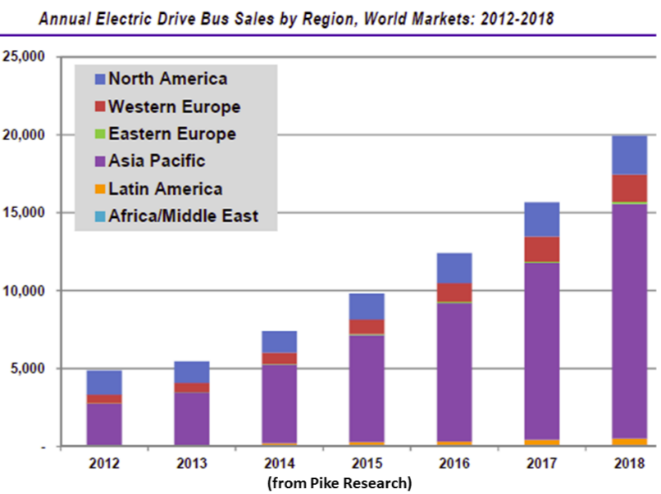 Annual Electric Drive Bus Sales by Region, World Markets: 2012-2018
25,000
North America
Western Europe
Eastern Europe
Asia Pacific
Latin America
Africa/Middle East
20,000
15,000
10,000
5,000
-
2012 2013 2014 2015 2016 2017 2018
(from Pike Research)